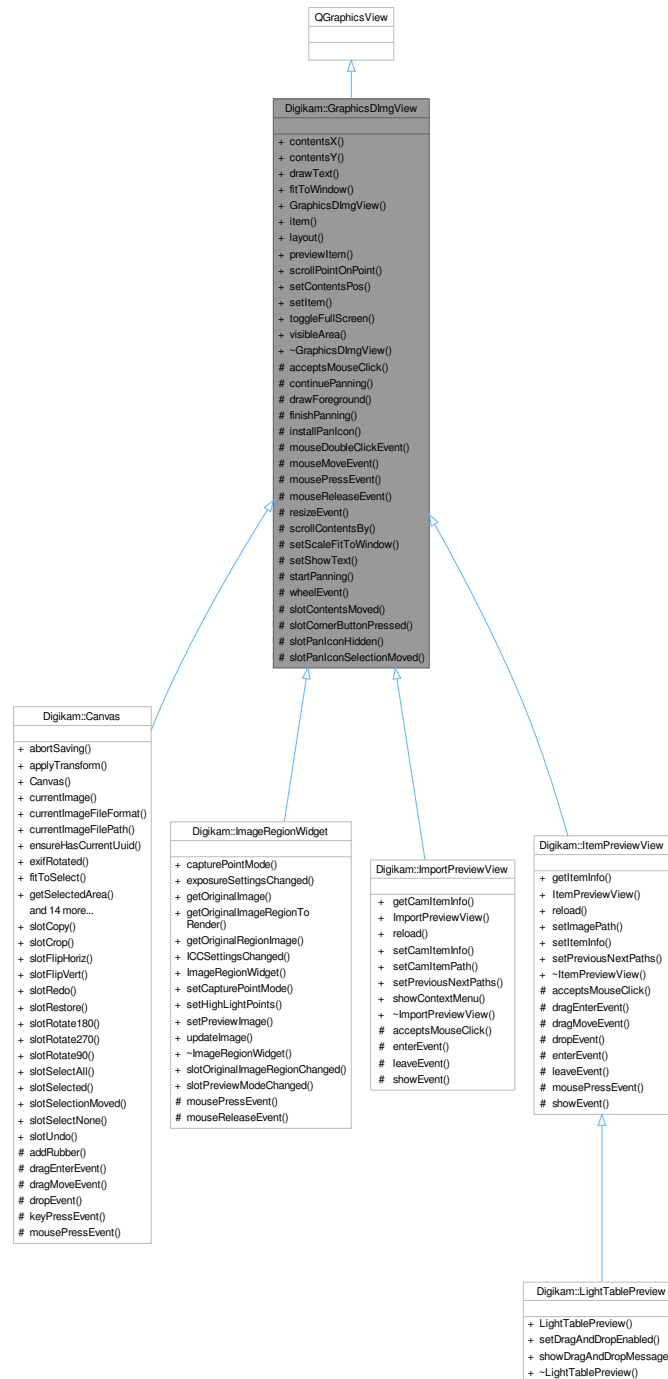 QGraphicsView
Digikam::GraphicsDImgView
+ contentsX()
+ contentsY()
+ drawText()
+ fitToWindow()
+ GraphicsDImgView()
+ item()
+ layout()
+ previewItem()
+ scrollPointOnPoint()
+ setContentsPos()
+ setItem()
+ toggleFullScreen()
+ visibleArea()
+ ~GraphicsDImgView()
# acceptsMouseClick()
# continuePanning()
# drawForeground()
# finishPanning()
# installPanIcon()
# mouseDoubleClickEvent()
# mouseMoveEvent()
# mousePressEvent()
# mouseReleaseEvent()
# resizeEvent()
# scrollContentsBy()
# setScaleFitToWindow()
# setShowText()
# startPanning()
# wheelEvent()
# slotContentsMoved()
# slotCornerButtonPressed()
# slotPanIconHidden()
# slotPanIconSelectionMoved()
Digikam::Canvas
+ abortSaving()
+ applyTransform()
+ Canvas()
+ currentImage()
+ currentImageFileFormat()
+ currentImageFilePath()
+ ensureHasCurrentUuid()
+ exifRotated()
+ fitToSelect()
+ getSelectedArea()
and 14 more...
+ slotCopy()
+ slotCrop()
+ slotFlipHoriz()
+ slotFlipVert()
+ slotRedo()
+ slotRestore()
+ slotRotate180()
+ slotRotate270()
+ slotRotate90()
+ slotSelectAll()
+ slotSelected()
+ slotSelectionMoved()
+ slotSelectNone()
+ slotUndo()
# addRubber()
# dragEnterEvent()
# dragMoveEvent()
# dropEvent()
# keyPressEvent()
# mousePressEvent()
Digikam::ImageRegionWidget
+ capturePointMode()
+ exposureSettingsChanged()
+ getOriginalImage()
+ getOriginalImageRegionTo
Render()
+ getOriginalRegionImage()
+ ICCSettingsChanged()
+ ImageRegionWidget()
+ setCapturePointMode()
+ setHighLightPoints()
+ setPreviewImage()
+ updateImage()
+ ~ImageRegionWidget()
+ slotOriginalImageRegionChanged()
+ slotPreviewModeChanged()
# mousePressEvent()
# mouseReleaseEvent()
Digikam::ImportPreviewView
+ getCamItemInfo()
+ ImportPreviewView()
+ reload()
+ setCamItemInfo()
+ setCamItemPath()
+ setPreviousNextPaths()
+ showContextMenu()
+ ~ImportPreviewView()
# acceptsMouseClick()
# enterEvent()
# leaveEvent()
# showEvent()
Digikam::ItemPreviewView
+ getItemInfo()
+ ItemPreviewView()
+ reload()
+ setImagePath()
+ setItemInfo()
+ setPreviousNextPaths()
+ ~ItemPreviewView()
# acceptsMouseClick()
# dragEnterEvent()
# dragMoveEvent()
# dropEvent()
# enterEvent()
# leaveEvent()
# mousePressEvent()
# showEvent()
Digikam::LightTablePreview
+ LightTablePreview()
+ setDragAndDropEnabled()
+ showDragAndDropMessage
+ ~LightTablePreview()